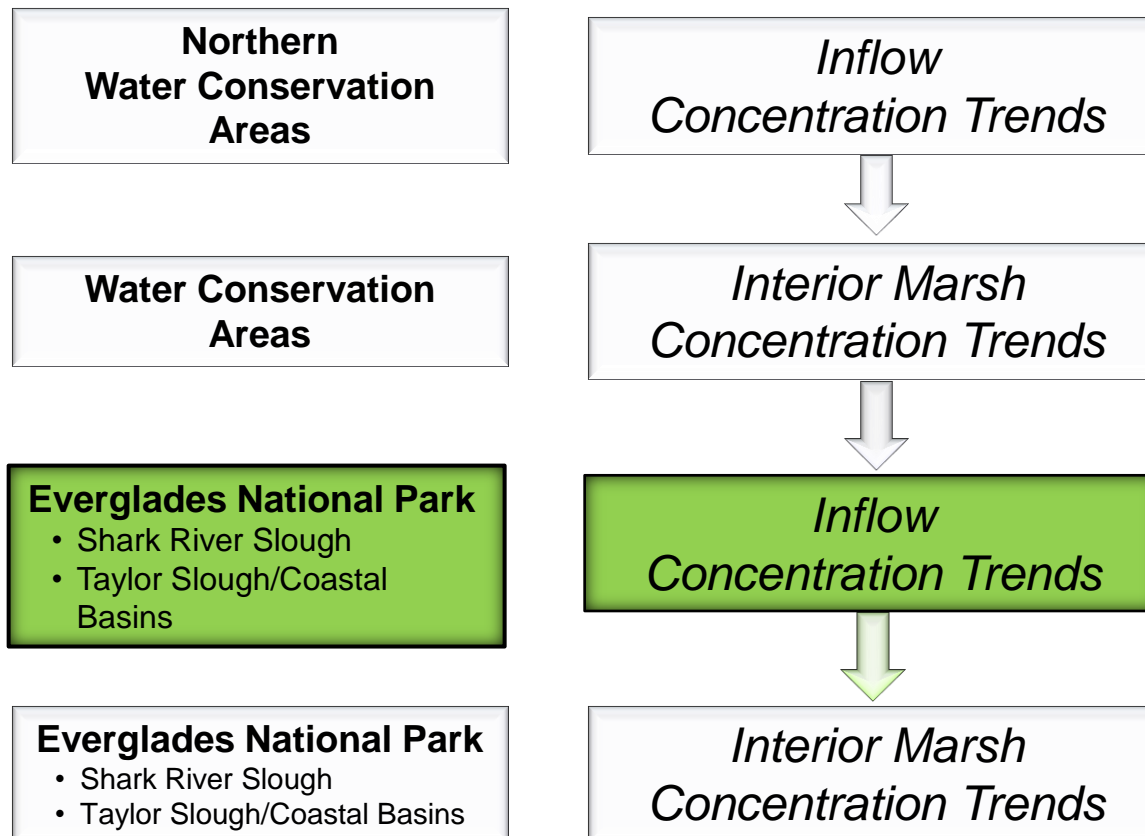 Northern
Water Conservation
Areas
Inflow
Concentration Trends
Water Conservation
Areas
Interior Marsh
Concentration Trends
Everglades National Park
• Shark River Slough
• Taylor Slough/Coastal
Basins
Inflow
Concentration Trends
Everglades National Park
• Shark River Slough
• Taylor Slough/Coastal Basins
Interior Marsh
Concentration Trends